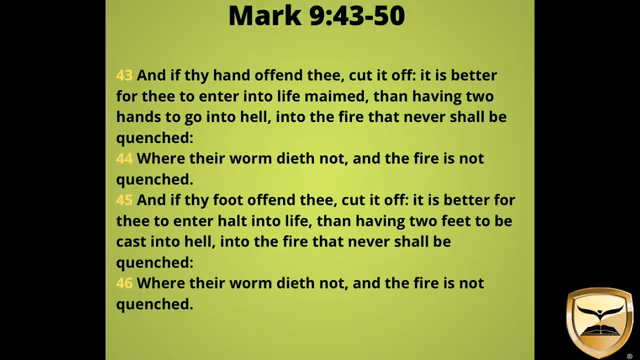 Mark 9:43-50
43 And if thy hand offend thee, cut it off: it is better
for thee to enter into life maimed, than having two
hands to go into hell, into the fire that never shall be
quenched:
44 Where their worm dieth not, and the fire is not
quenched.
45 And if thy foot offend thee, cut it off: it is better for
thee to enter halt into life, than having two feet to be
cast into hell, into the fire that never shall be
quenched:
46 Where their worm dieth not, and the fire is not
quenched.
®